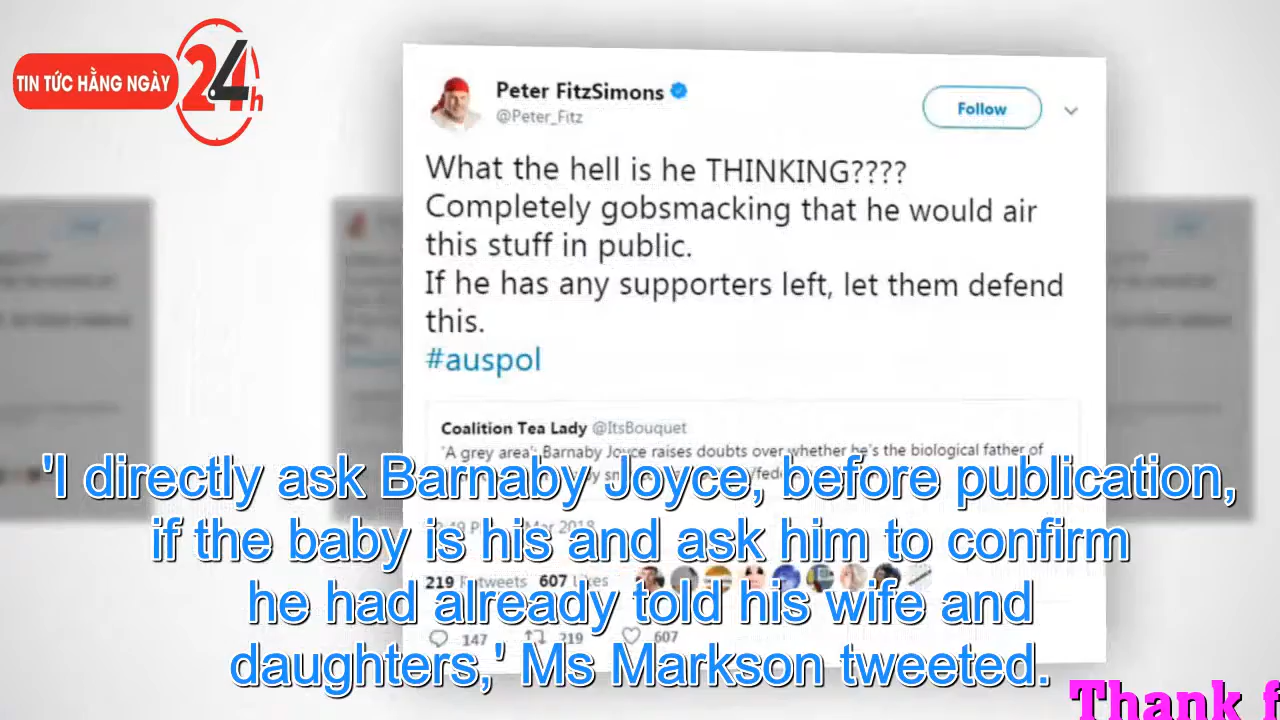 TIN TỨC HẰNG NGÀY 24h
Peter FitzSimons
@Peter_Fitz
Follow
What the hell is he THINKING????
Completely gobsmacking that he would air
this stuff in public.
If he has any supporters left, let them defend
this.
#auspol
Coalition Tea Lady @ItsBouquet
'A grey area': Barnaby Joyce raises doubts over whether he's the biological father of
'I directly ask Barnaby Joyce, before publication,
if the baby is his and ask him to confirm
he had already told his wife and
daughters,' Ms Markson tweeted.
Mar 2018
219 Retweets 607 Likes
147 219 607
Thank f